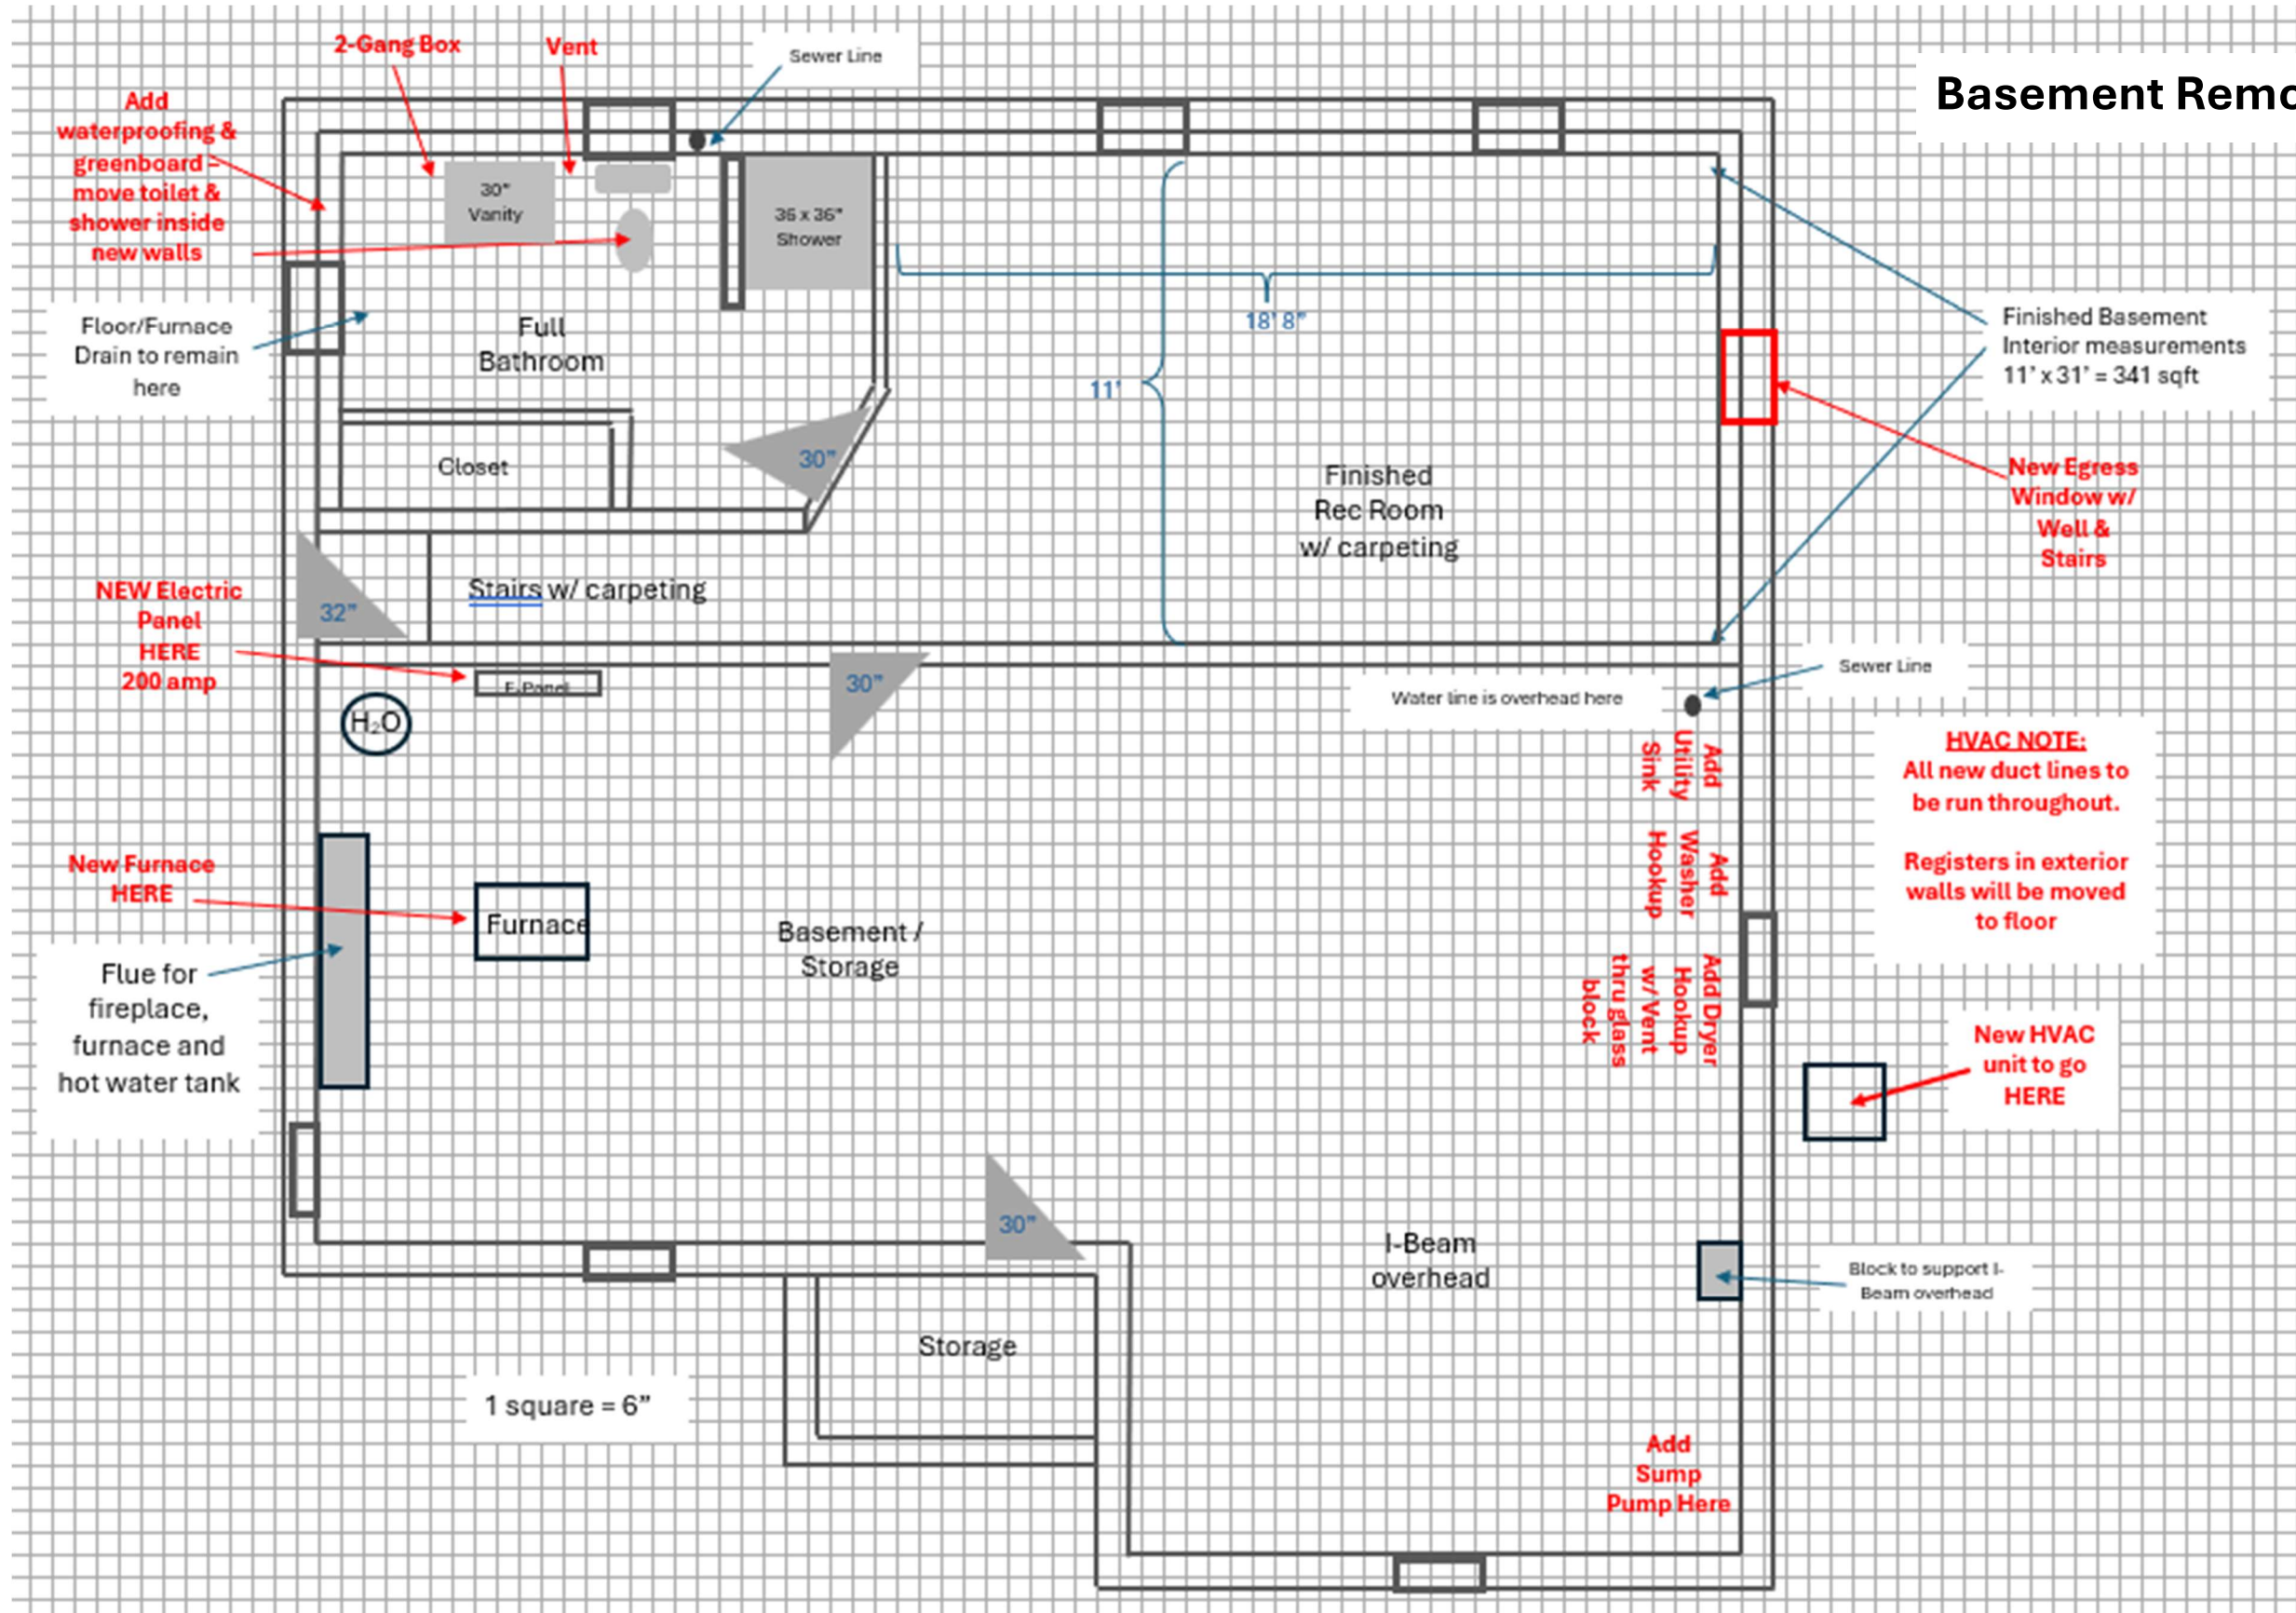 2-Gang Box
Vent
Sewer Line
Basement Remo
Add
waterproofing &
greenboard –
move toilet &
shower inside
new walls
30"
Vanity
36 x 36"
Shower
Floor/Furnace
Drain to remain
here
Full
Bathroom
18' 8"
11'
Finished Basement
Interior measurements
11' x 31' = 341 sqft
Closet
30"
Finished
Rec Room
w/ carpeting
New Egress
Window w/
Well &
Stairs
NEW Electric
Panel
HERE
200 amp
32"
Stairs w/ carpeting
E-Panel
30"
Water line is overhead here
Sewer Line
H₂O
Add
Utility
Sink
HVAC NOTE:
All new duct lines to
be run throughout.
Registers in exterior
walls will be moved
to floor
Add
Washer
Hookup
New Furnace
HERE
Furnace
Basement /
Storage
Add Dryer
Hookup
w/ Vent
thru glass
block
Flue for
fireplace,
furnace and
hot water tank
New HVAC
unit to go
HERE
30"
I-Beam
overhead
Block to support I-
Beam overhead
Storage
1 square = 6"
Add
Sump
Pump Here